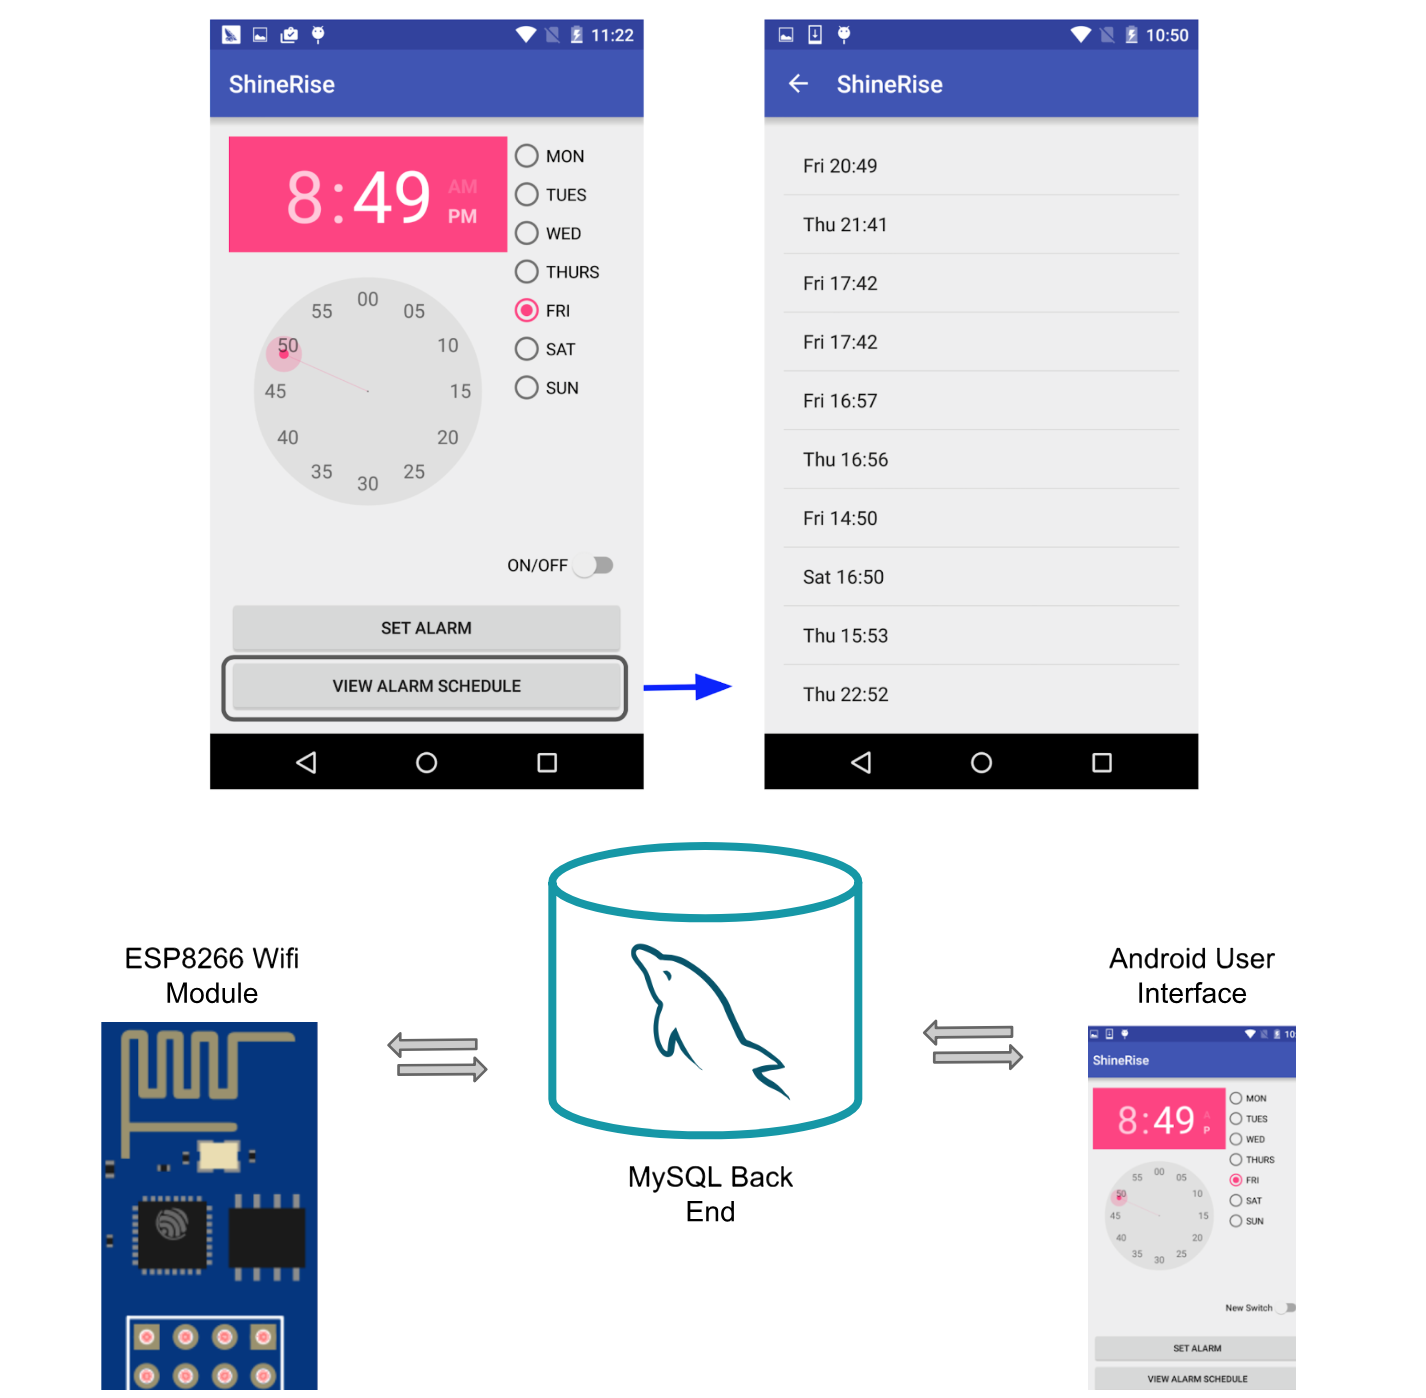 11:22
ShineRise
8:49
AM
PM
MON
TUES
WED
THURS
FRI
SAT
SUN
00
05
10
15
20
25
30
35
40
45
50
55
ON/OFF
SET ALARM
VIEW ALARM SCHEDULE
10:50
ShineRise
Fri 20:49
Thu 21:41
Fri 17:42
Fri 17:42
Fri 16:57
Thu 16:56
Fri 14:50
Sat 16:50
Thu 15:53
Thu 22:52
ESP8266 Wifi
Module
MySQL Back
End
Android User
Interface
10:
ShineRise
8:49
A
P
MON
TUES
WED
THURS
FRI
SAT
SUN
00
05
10
15
20
25
30
35
40
45
50
55
New Switch
SET ALARM
VIEW ALARM SCHEDULE